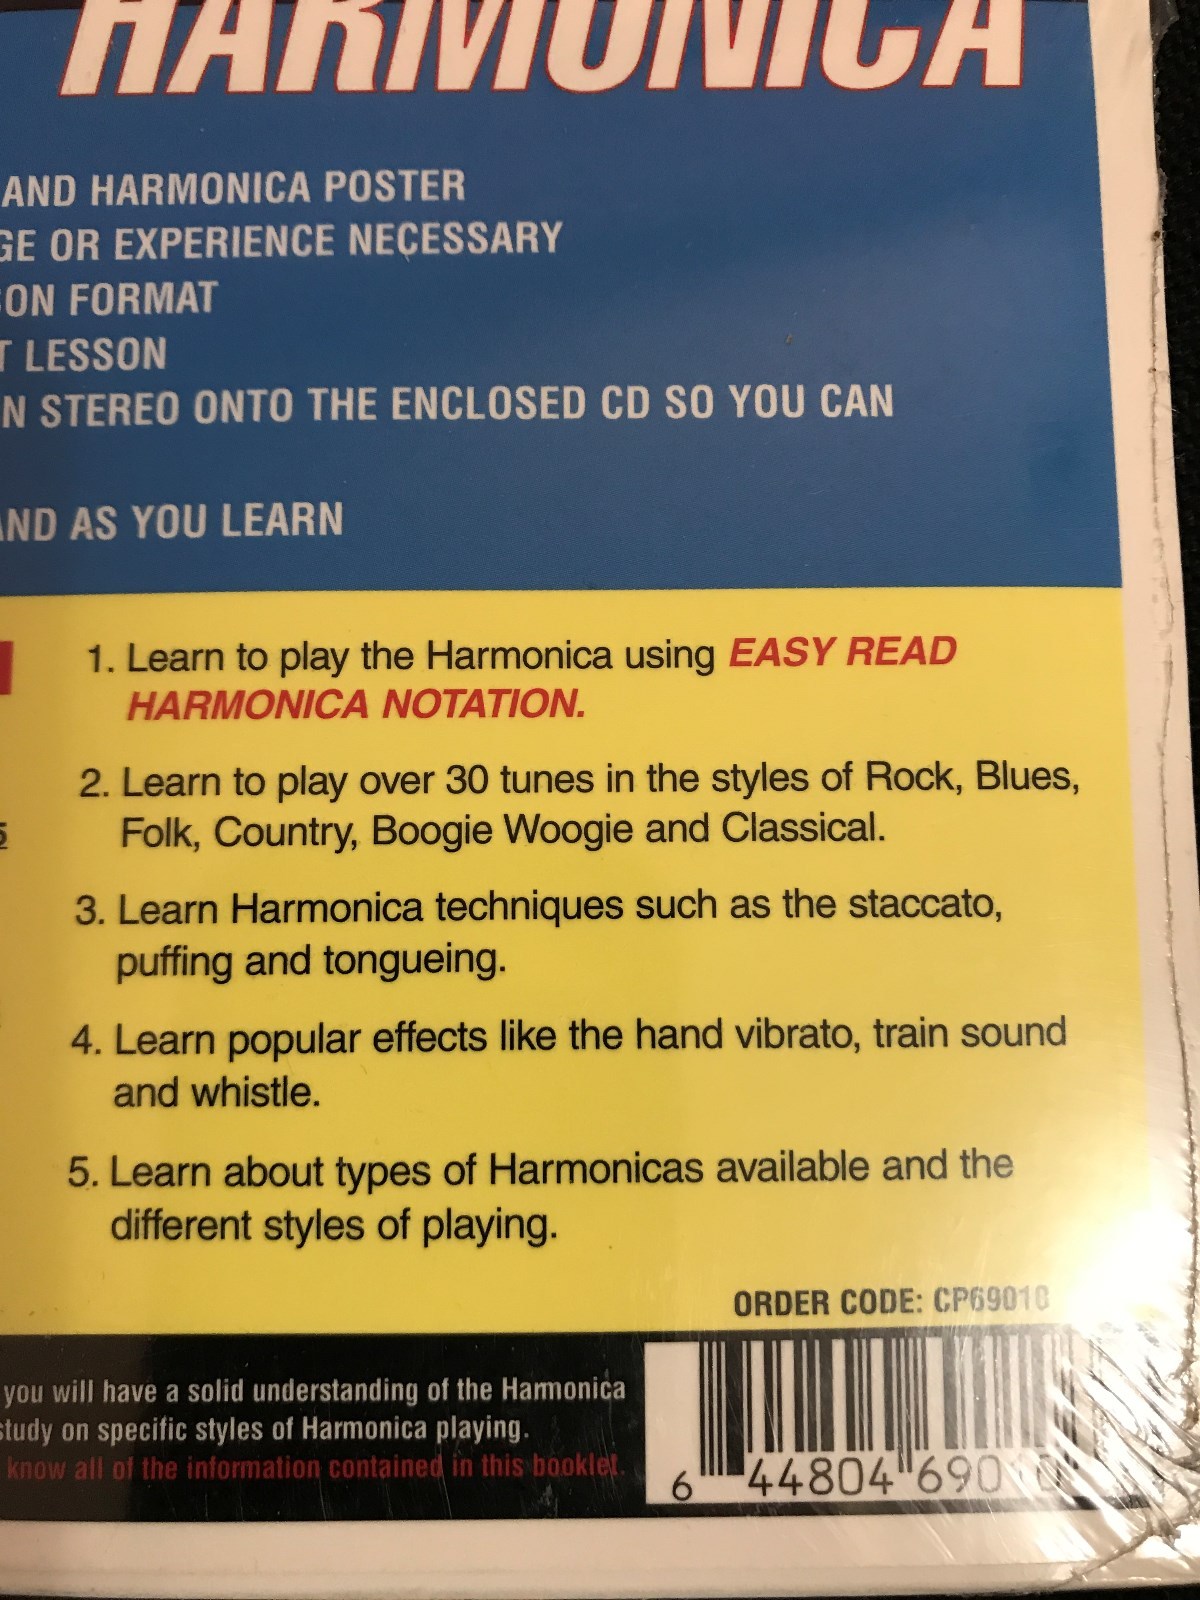 HARMONICA
AND HARMONICA POSTER
GE OR EXPERIENCE NECESSARY
SON FORMAT
T LESSON
N STEREO ONTO THE ENCLOSED CD SO YOU CAN
AND AS YOU LEARN
1. Learn to play the Harmonica using EASY READ
HARMONICA NOTATION.
2. Learn to play over 30 tunes in the styles of Rock, Blues,
Folk, Country, Boogie Woogie and Classical.
5
3. Learn Harmonica techniques such as the staccato,
puffing and tongueing.
4. Learn popular effects like the hand vibrato, train sound
and whistle.
5. Learn about types of Harmonicas available and the
different styles of playing.
ORDER CODE: CP69010
you will have a solid understanding of the Harmonica
study on specific styles of Harmonica playing.
know all of the information contained in this booklet.
6 44804 69010